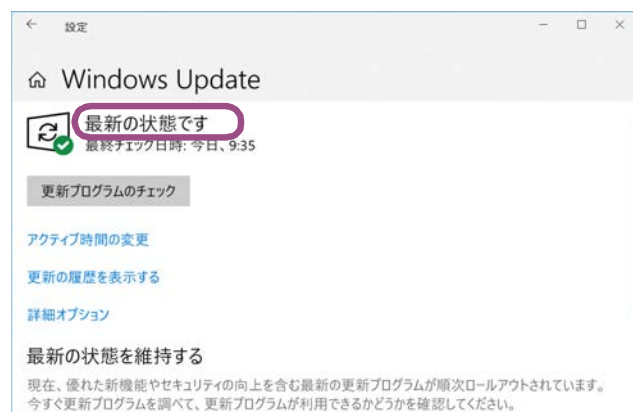 設定
Windows Update
最新の状態です
最終チェック日時: 今日、9:35
更新プログラムのチェック
アクティブ時間の変更
更新の履歴を表示する
詳細オプション
最新の状態を維持する
現在、優れた新機能やセキュリティの向上を含む最新の更新プログラムが順次ロールアウトされています。
今すぐ更新プログラムを調べて、更新プログラムが利用できるかどうかを確認してください。